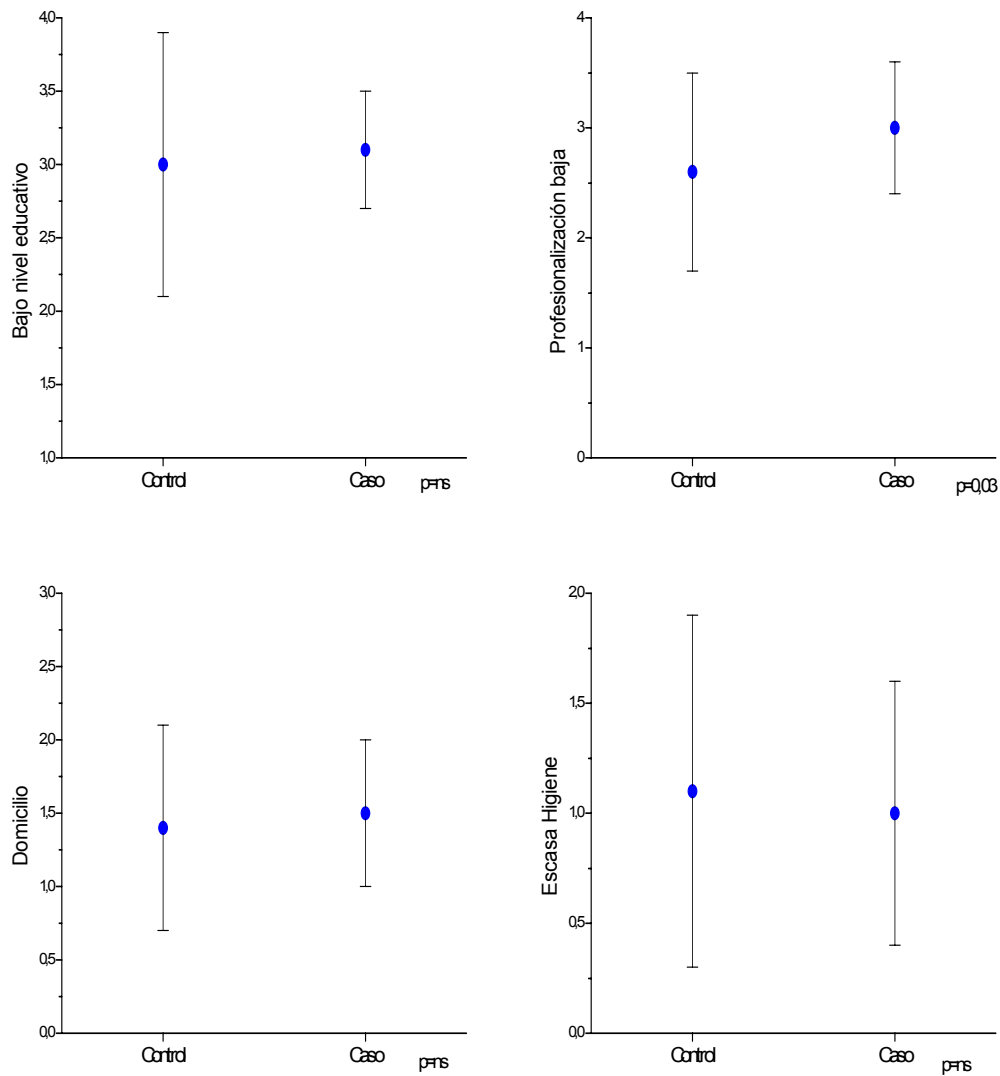 Bajo nivel educativo
4,0
3,5
3,0
2,5
2,0
1,5
1,0
Control
Caso
p=ns
Profesionalización baja
4
3
2
1
0
Control
Caso
p=0,03
Domicilio
3,0
2,5
2,0
1,5
1,0
0,5
0,0
Control
Caso
p=ns
Escasa Higiene
2,0
1,5
1,0
0,5
0,0
Control
Caso
p=ns